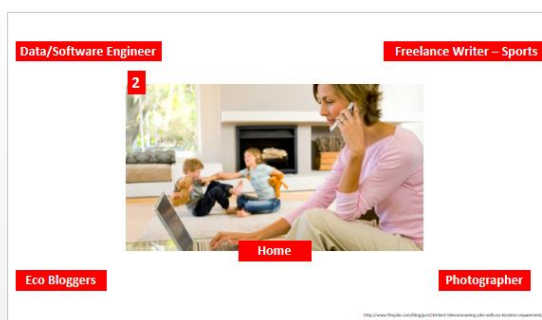 Data/Software Engineer
Freelance Writer – Sports
2
Home
Eco Bloggers
Photographer